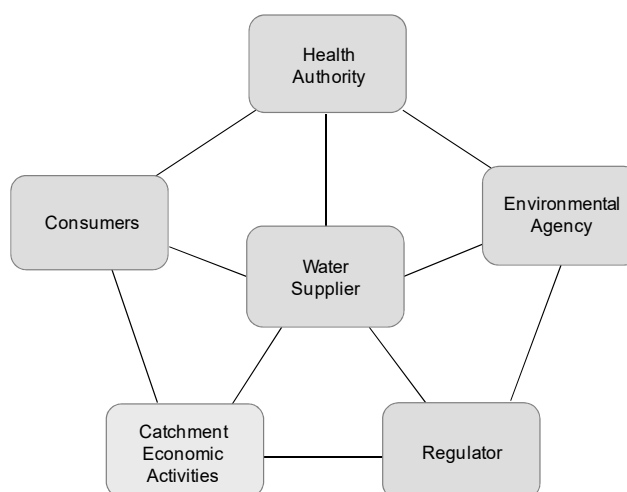 Health
Authority
Consumers
Environmental
Agency
Water
Supplier
Catchment
Economic
Activities
Regulator